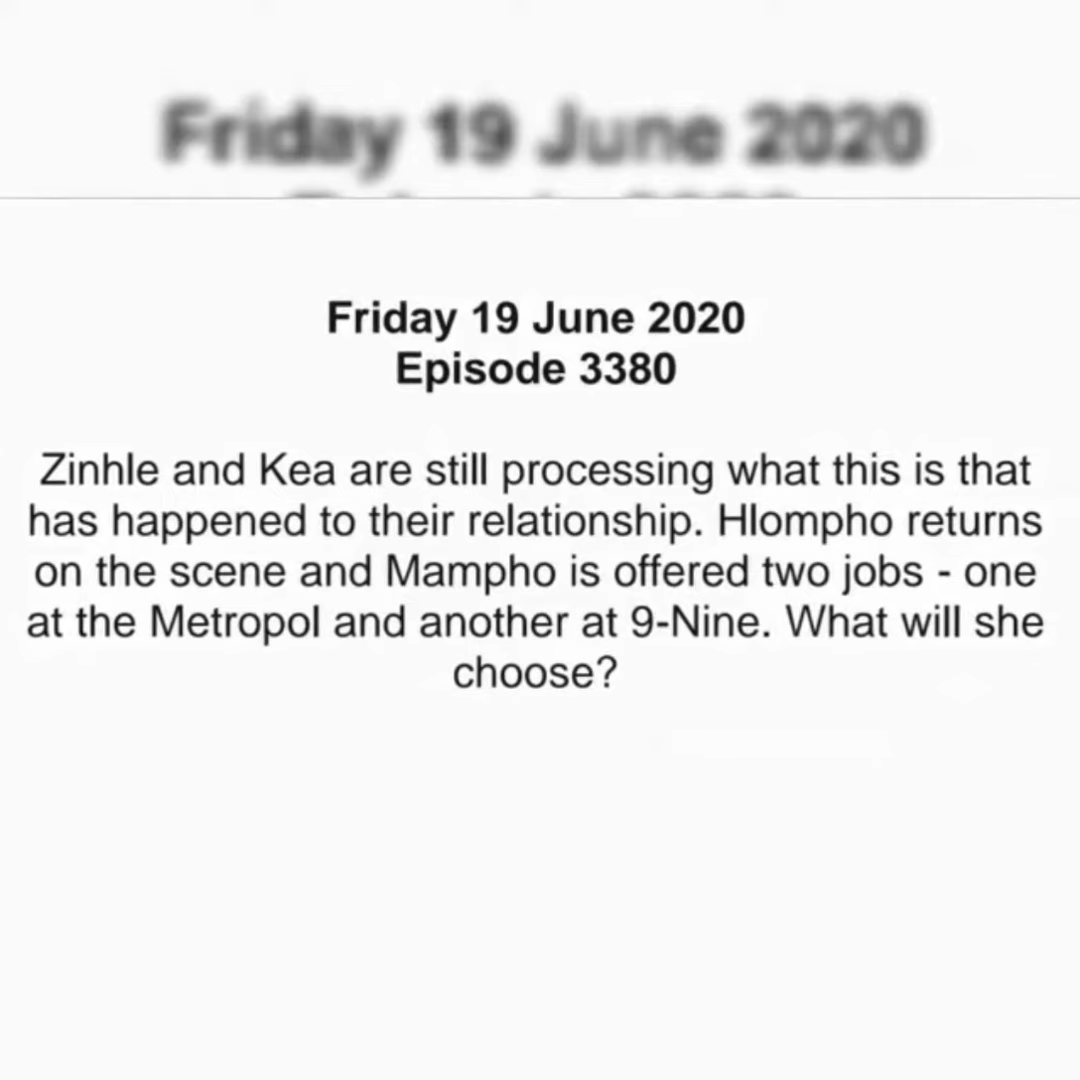 Friday 19 June 2020
Friday 19 June 2020
Episode 3380
Zinhle and Kea are still processing what this is that
has happened to their relationship. Hlompho returns
on the scene and Mampho is offered two jobs - one
at the Metropol and another at 9-Nine. What will she
choose?